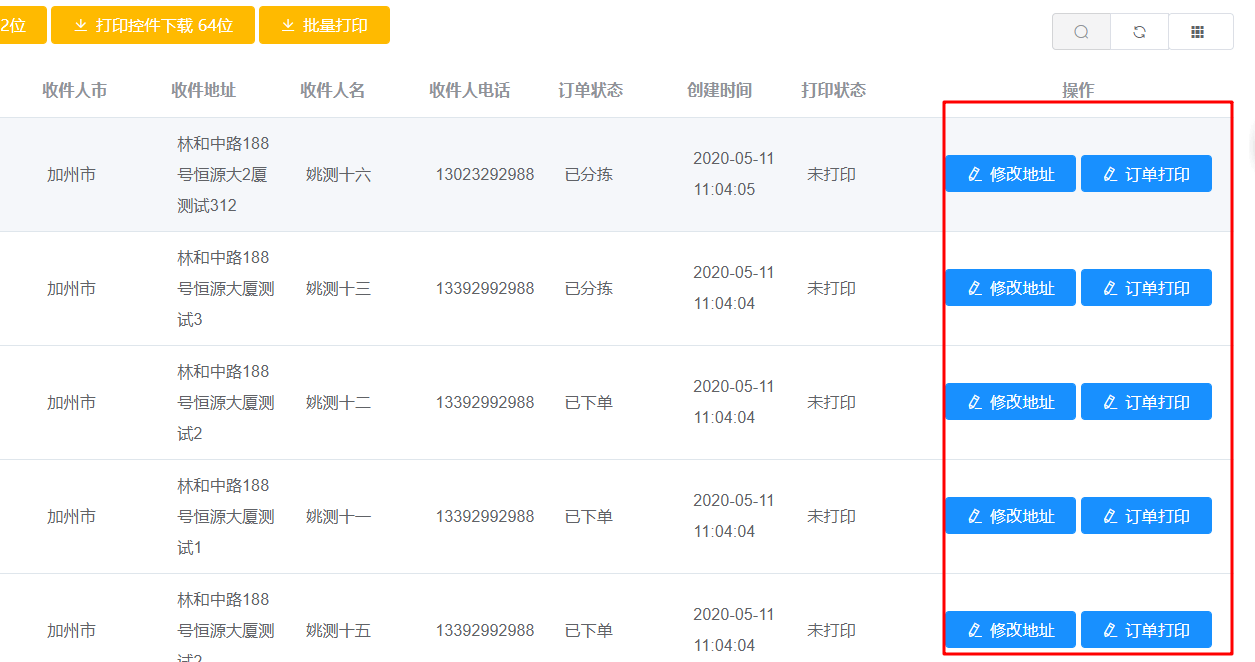 2位 打印控件下载 64位 批量打印
收件人市 收件地址 收件人名 收件人电话 订单状态 创建时间 打印状态 操作
林和中路188
加州市 号恒源大2厦 姚测十六 13023292988 已分拣 2020-05-11 未打印 修改地址 订单打印
测试312 11:04:05
林和中路188
加州市 号恒源大厦测 姚测十三 13392992988 已分拣 2020-05-11 未打印 修改地址 订单打印
试3 11:04:04
林和中路188
加州市 号恒源大厦测 姚测十二 13392992988 已下单 2020-05-11 未打印 修改地址 订单打印
试2 11:04:04
林和中路188
加州市 号恒源大厦测 姚测十一 13392992988 已下单 2020-05-11 未打印 修改地址 订单打印
试1 11:04:04
林和中路188
加州市 号恒源大厦测 姚测十五 13392992988 已下单 2020-05-11 未打印 修改地址 订单打印
11:04:04